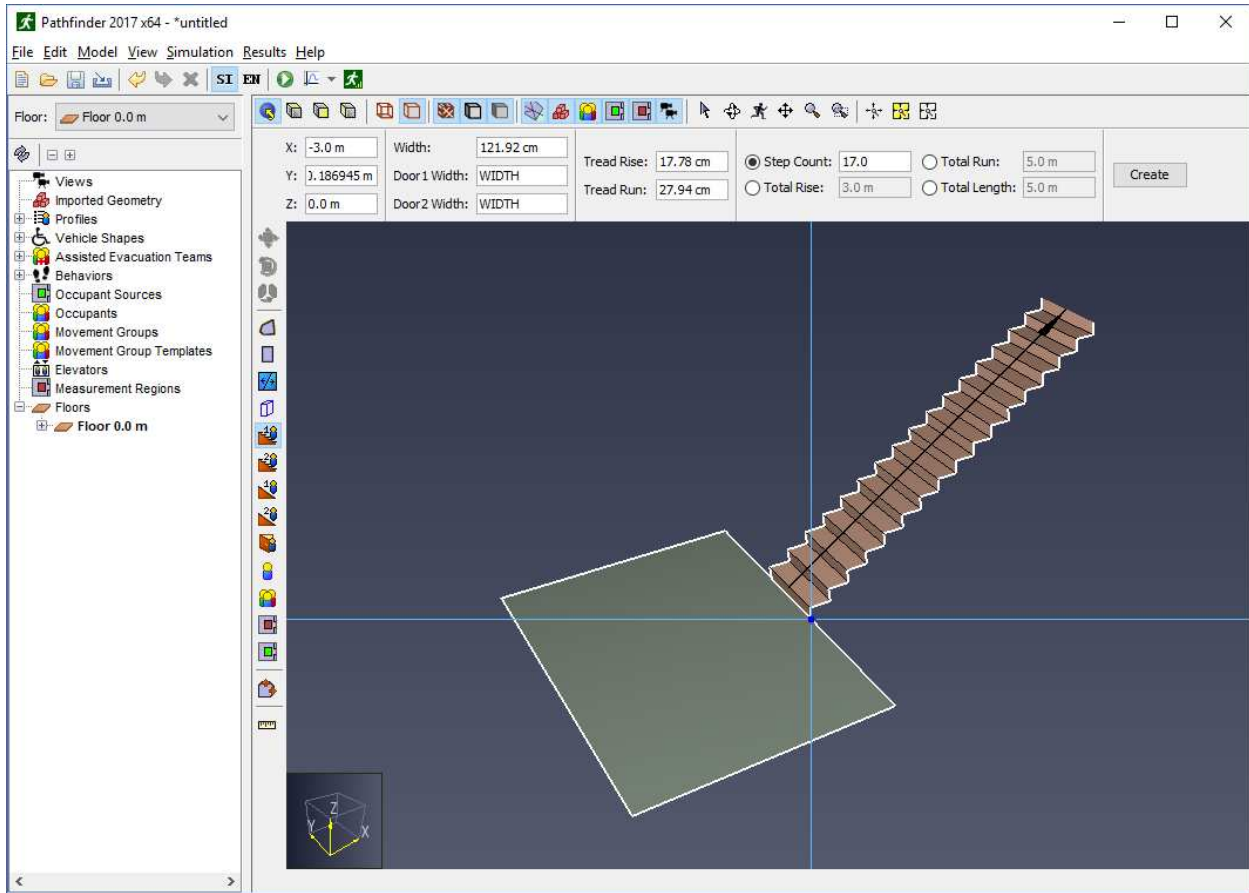 Pathfinder 2017 x64 - *untitled
File Edit Model View Simulation Results Help
SI EN
Floor: Floor 0.0 m
X: -3.0 m Width: 121.92 cm
Y: ).186945 m Door1 Width: WIDTH
Z: 0.0 m Door2 Width: WIDTH
Tread Rise: 17.78 cm
Tread Run: 27.94 cm
Step Count: 17.0 Total Run: 5.0 m
Total Rise: 3.0 m Total Length: 5.0 m
Create
Views
Imported Geometry
Profiles
Vehicle Shapes
Assisted Evacuation Teams
Behaviors
Occupant Sources
Occupants
Movement Groups
Movement Group Templates
Elevators
Measurement Regions
Floors
Floor 0.0 m
Z
Y
X